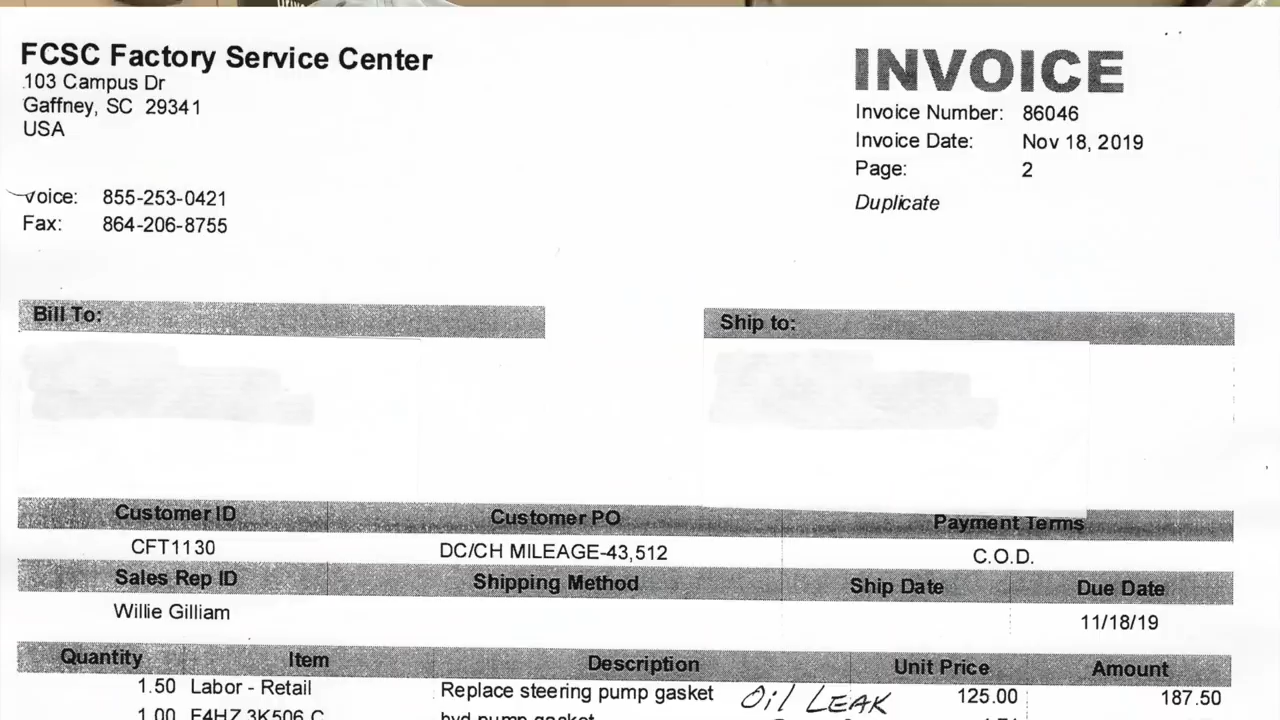 FCSC Factory Service Center
103 Campus Dr
Gaffney, SC 29341
USA
Voice: 855-253-0421
Fax: 864-206-8755
INVOICE
Invoice Number: 86046
Invoice Date: Nov 18, 2019
Page: 2
Duplicate
Bill To:
Ship to:
Customer ID Customer PO Payment Terms
CFT1130 DC/CH MILEAGE-43,512 C.O.D.
Sales Rep ID Shipping Method Ship Date Due Date
Willie Gilliam 11/18/19
Quantity Item Description Unit Price Amount
1.50 Labor - Retail Replace steering pump gasket Oil LEAK 125.00 187.50
1.00 hyd pump gasket